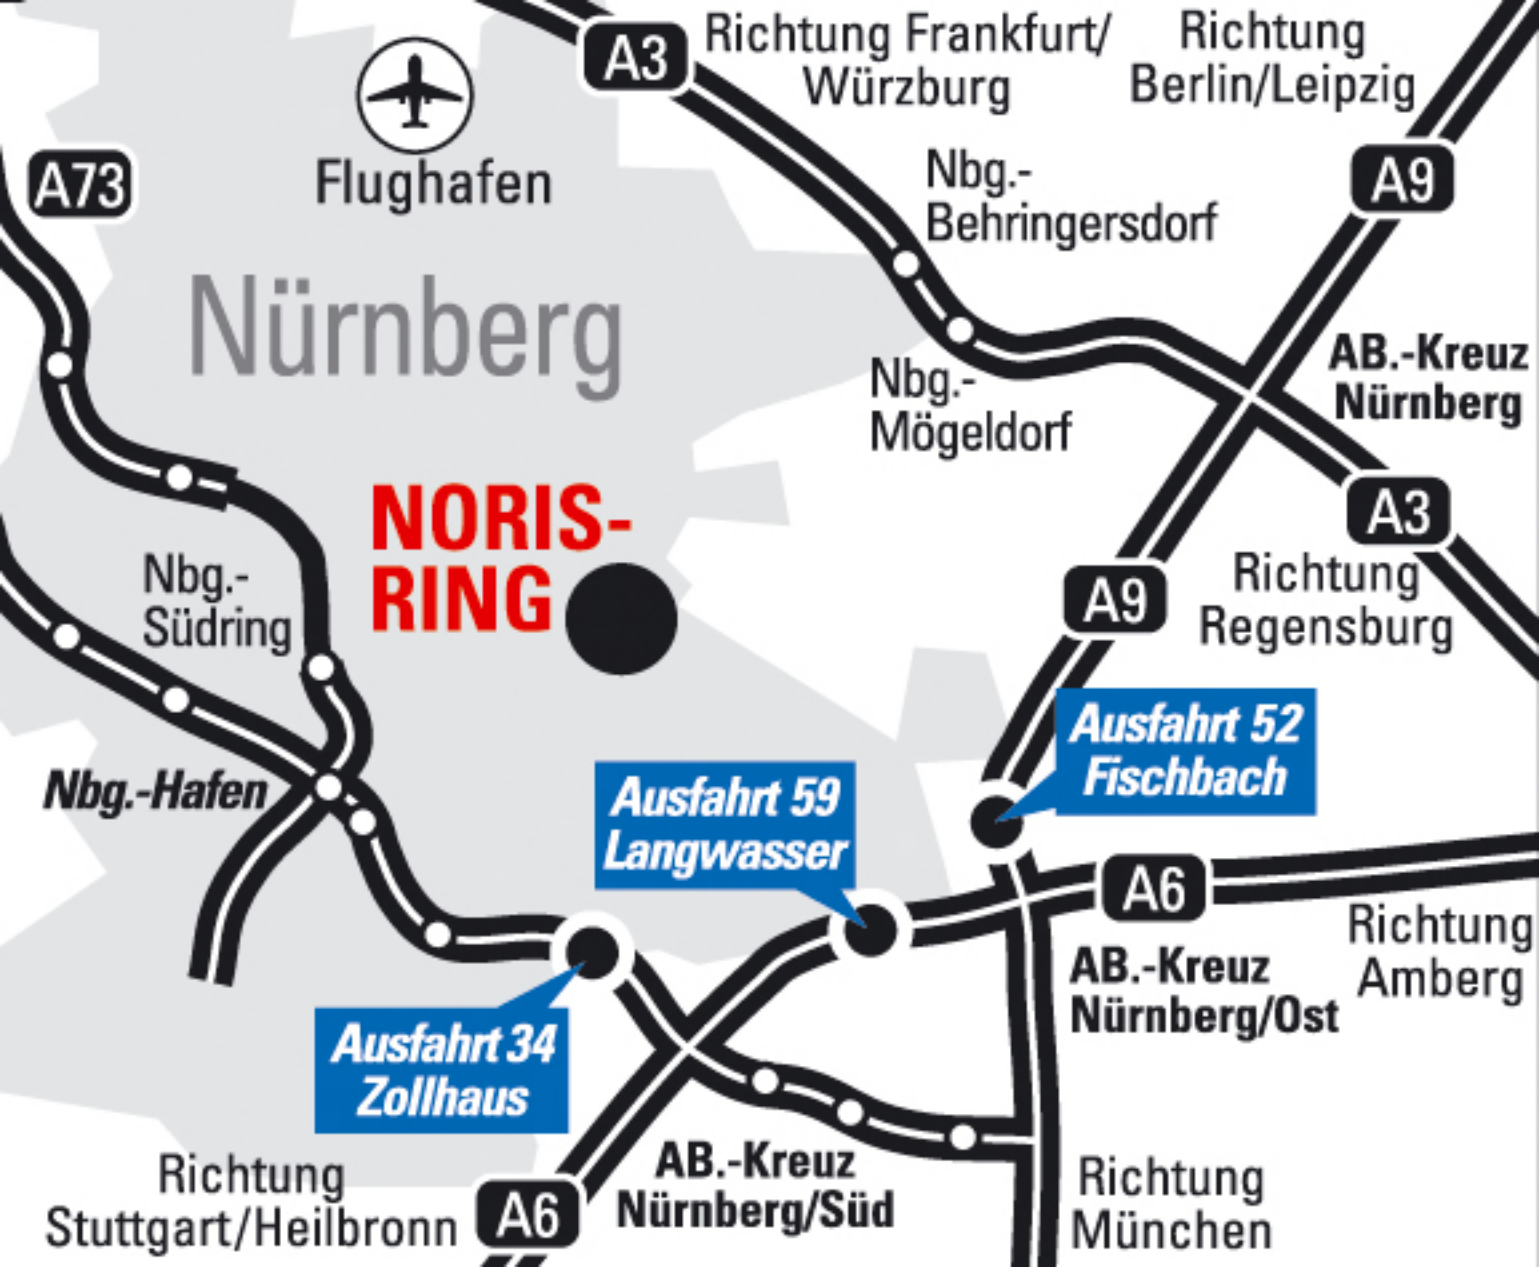 A3
Richtung Frankfurt/
Würzburg
Richtung
Berlin/Leipzig
A73
Flughafen
Nbg.-
Behringersdorf
A9
Nürnberg
AB.-Kreuz
Nürnberg
Nbg.-
Mögeldorf
NORIS-
RING
A3
Richtung
Regensburg
Nbg.-
Südring
A9
Ausfahrt 52
Fischbach
Nbg.-Hafen
Ausfahrt 59
Langwasser
A6
Richtung
Amberg
AB.-Kreuz
Nürnberg/Ost
Ausfahrt 34
Zollhaus
Richtung
Stuttgart/Heilbronn
A6
AB.-Kreuz
Nürnberg/Süd
Richtung
München